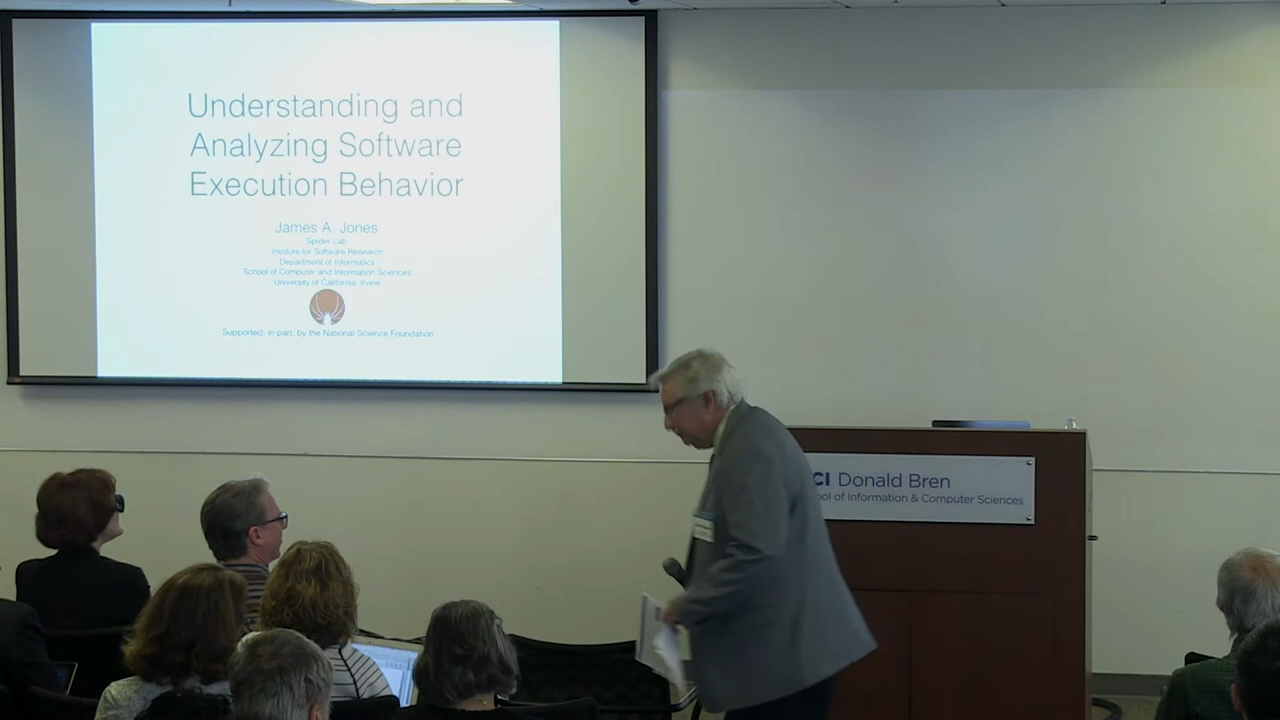 Understanding and
Analyzing Software
Execution Behavior
James A. Jones
Spider Lab
Institute for Software Research
Department of Informatics
School of Computer and Information Sciences
University of California, Irvine
Supported, in part, by the National Science Foundation
CI Donald Bren
ool of Information & Computer Sciences